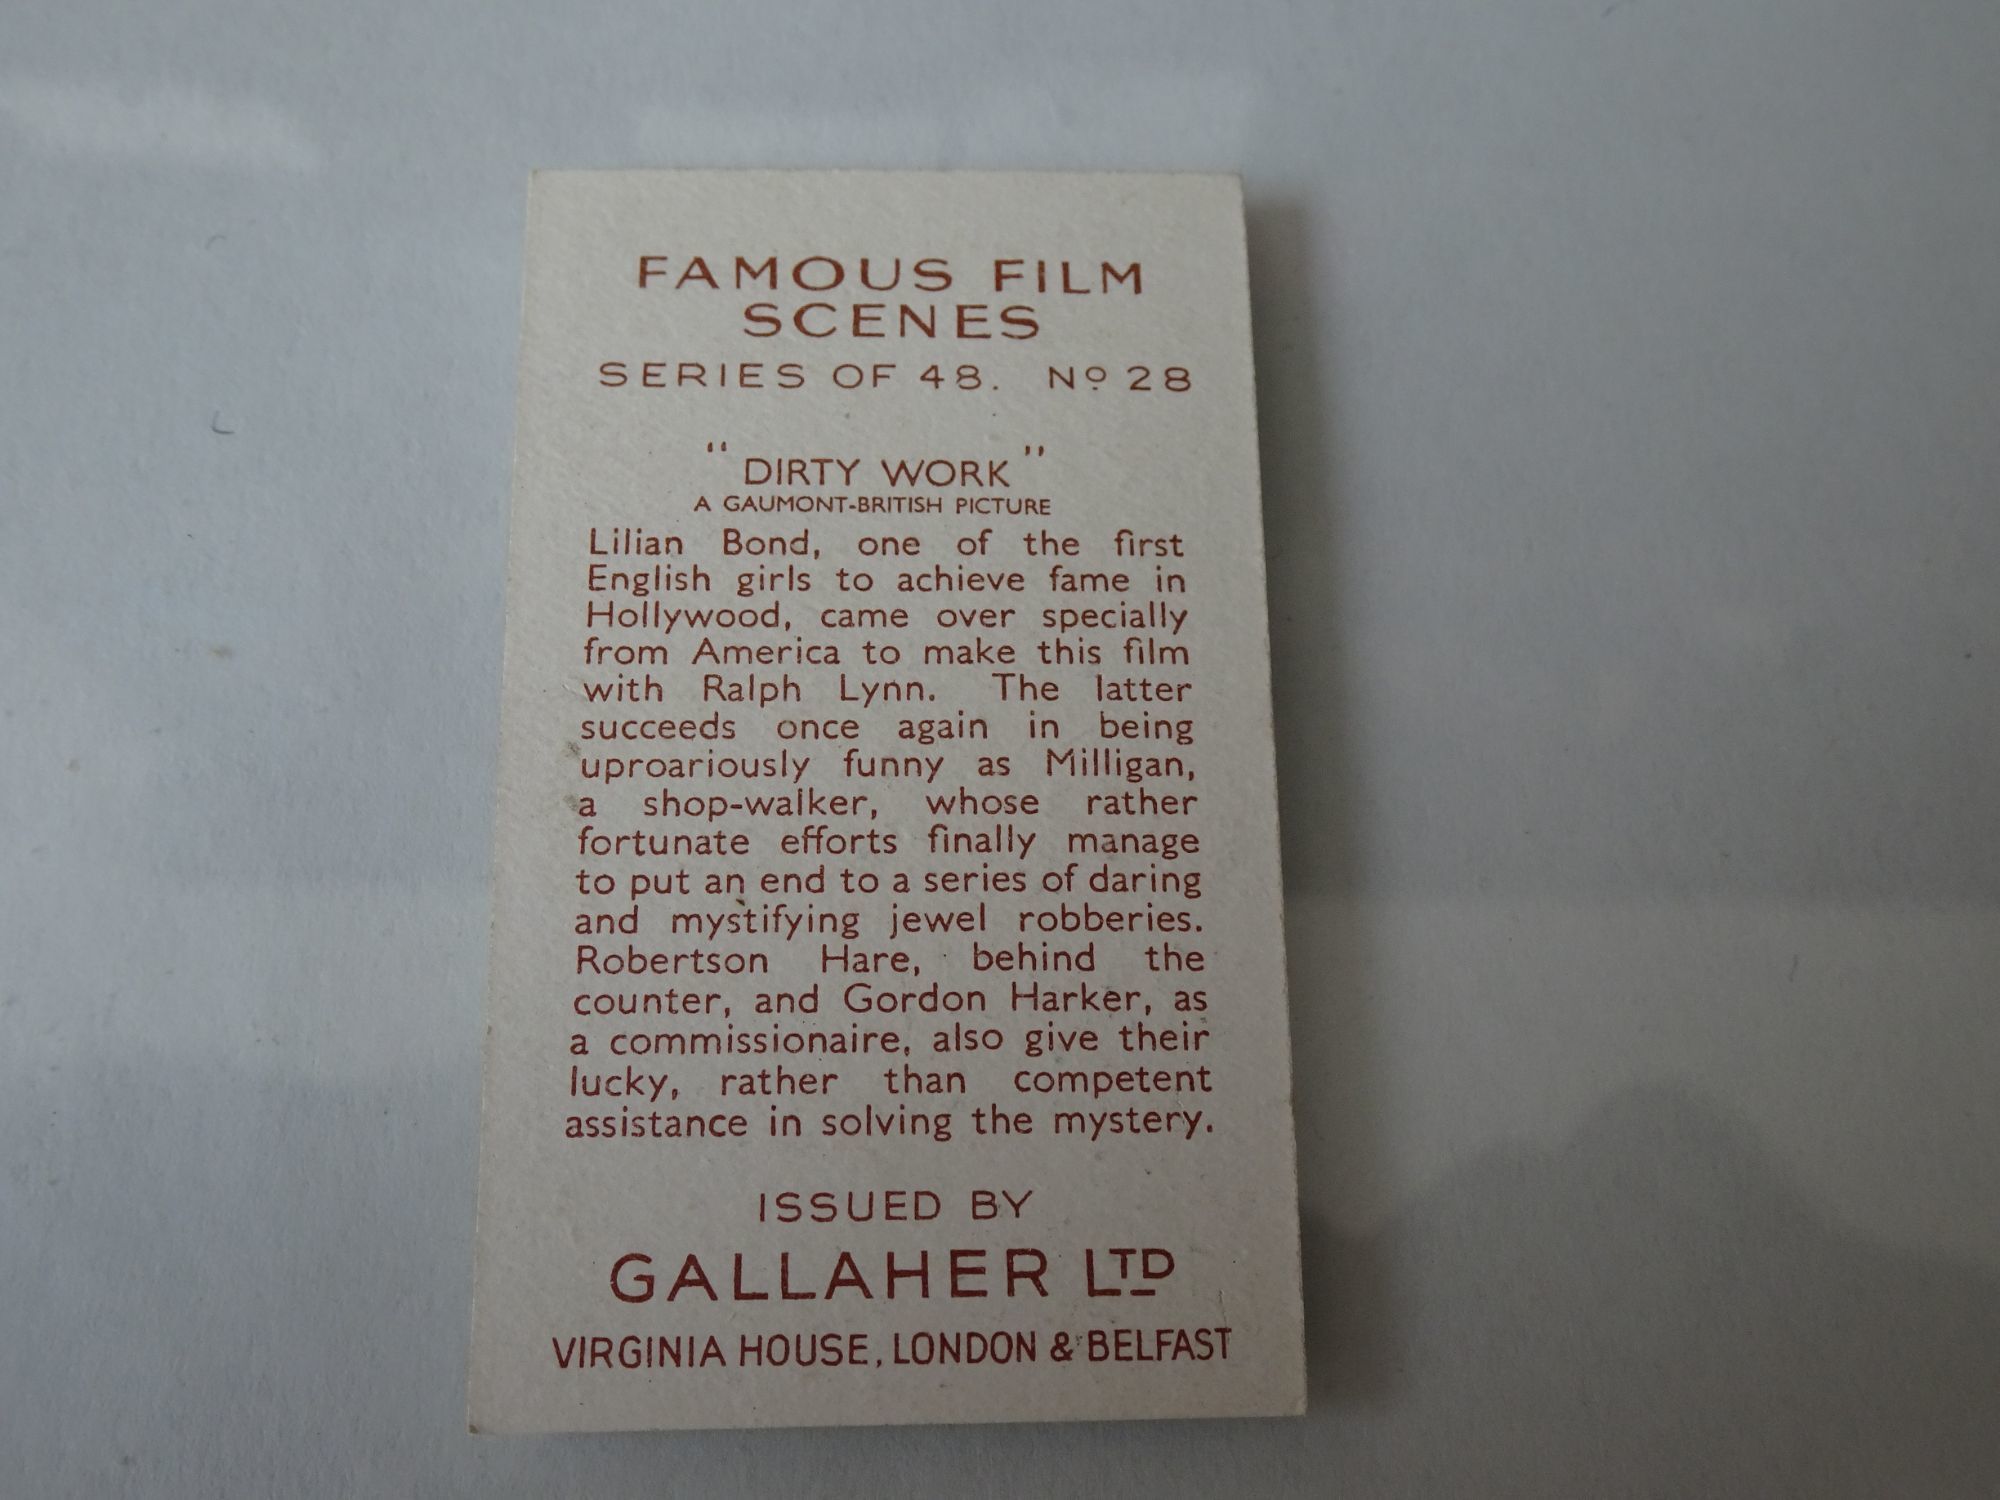 FAMOUS FILM
SCENES
SERIES OF 48. Nº 28
"DIRTY WORK"
A GAUMONT-BRITISH PICTURE
Lilian Bond, one of the first
English girls to achieve fame in
Hollywood, came over specially
from America to make this film
with Ralph Lynn. The latter
succeeds once again in being
uproariously funny as Milligan,
a shop-walker, whose rather
fortunate efforts finally manage
to put an end to a series of daring
and mystifying jewel robberies.
Robertson Hare, behind the
counter, and Gordon Harker, as
a commissionaire, also give their
lucky, rather than competent
assistance in solving the mystery.
ISSUED BY
GALLAHER LTD
VIRGINIA HOUSE, LONDON & BELFAST